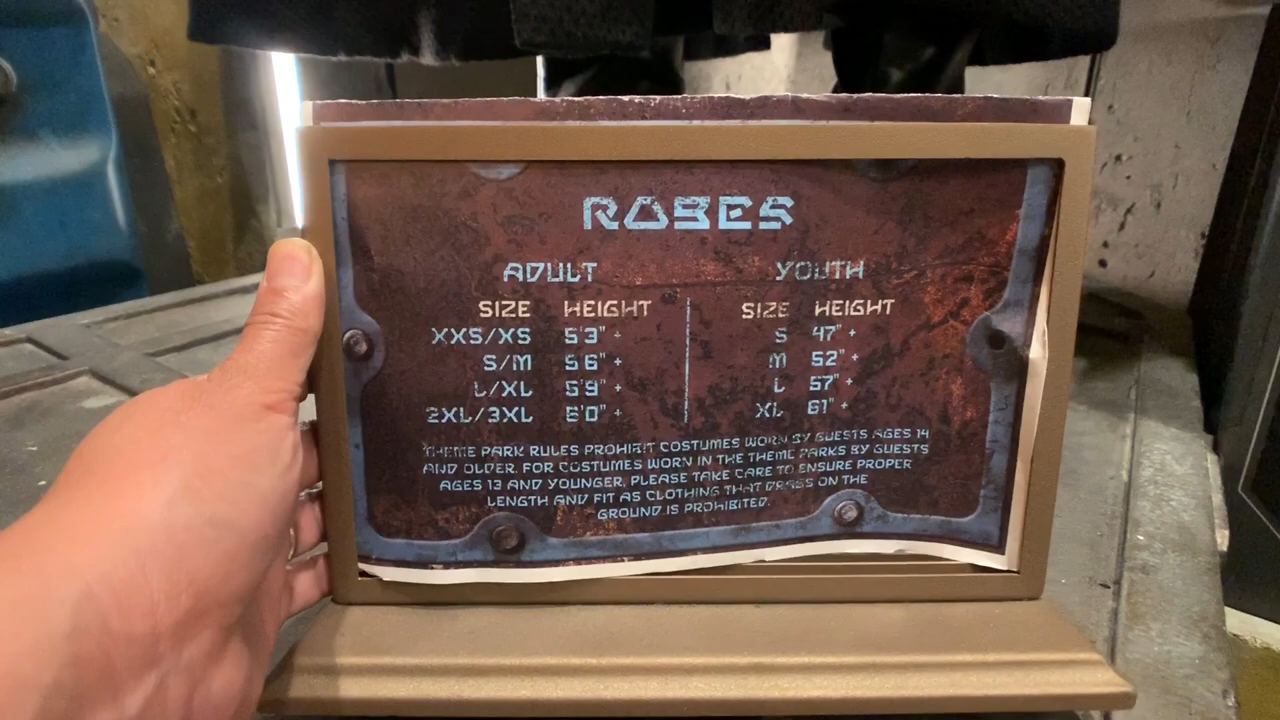 ROBES
ADULT YOUTH
SIZE HEIGHT SIZE HEIGHT
XXS/XS 5'3" + S 47" +
S/M 5'6" + M 52" +
L/XL 5'9" + L 57" +
2XL/3XL 6'0" + XL 61" +
THEME PARK RULES PROHIBIT COSTUMES WORN BY GUESTS AGES 14
AND OLDER. FOR COSTUMES WORN IN THE THEME PARKS BY GUESTS
AGES 13 AND YOUNGER, PLEASE TAKE CARE TO ENSURE PROPER
LENGTH AND FIT AS CLOTHING THAT DRAGS ON THE
GROUND IS PROHIBITED.